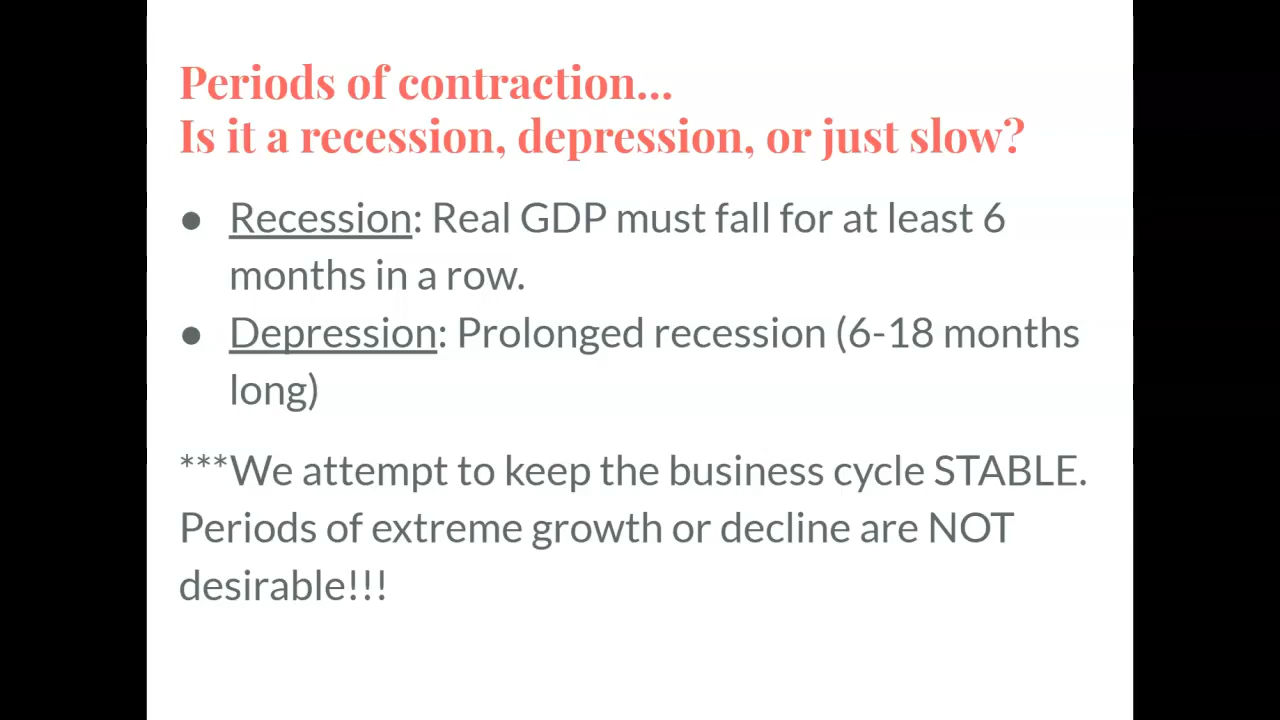 Periods of contraction...
Is it a recession, depression, or just slow?
● Recession: Real GDP must fall for at least 6
months in a row.
● Depression: Prolonged recession (6-18 months
long)
***We attempt to keep the business cycle STABLE.
Periods of extreme growth or decline are NOT
desirable!!!